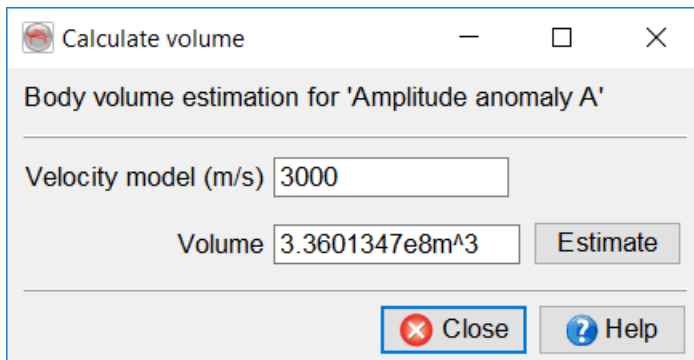 Calculate volume
Body volume estimation for 'Amplitude anomaly A'
Velocity model (m/s) 3000
Volume 3.3601347e8m^3 Estimate
Close Help